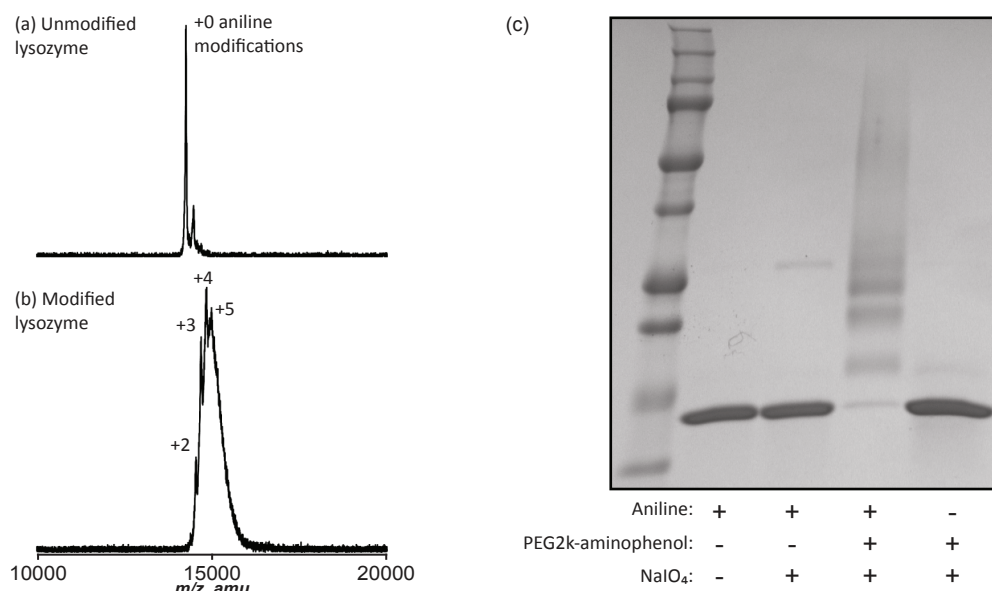 (a) Unmodified
lysozyme
+0 aniline
modifications
(b) Modified
lysozyme
+2
+3
+4
+5
10000
15000
20000
m/z, amu
(c)
Aniline: + + + -
PEG2k-aminophenol: - - + +
NaIO₄: - + + +